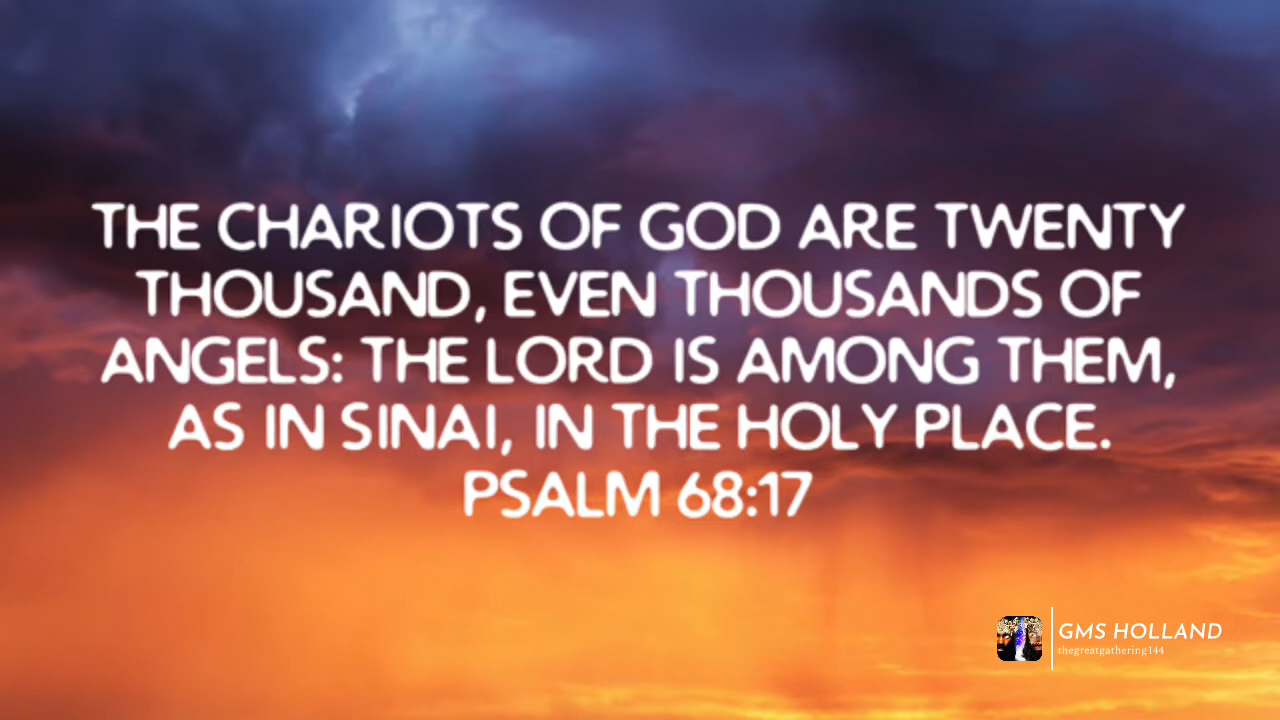 THE CHARIOTS OF GOD ARE TWENTY
THOUSAND, EVEN THOUSANDS OF
ANGELS: THE LORD IS AMONG THEM,
AS IN SINAI, IN THE HOLY PLACE.
PSALM 68:17
GMS HOLLAND
thegreatgathering144